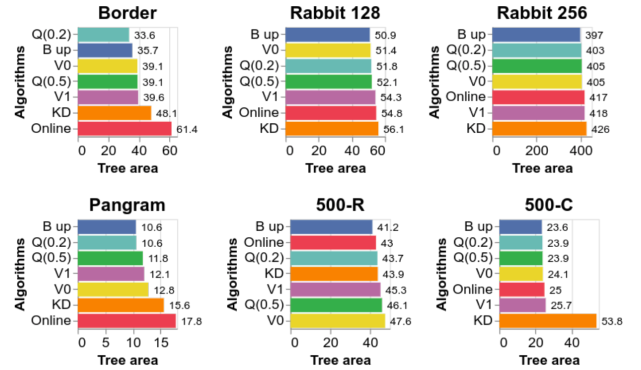 Border
Algorithms
Q(0.2) 33.6
B up 35.7
V0 39.1
Q(0.5) 39.1
V1 39.6
KD 48.1
Online 61.4
0 20 40 60
Tree area
Rabbit 128
Algorithms
B up 50.9
V0 51.4
Q(0.2) 51.8
Q(0.5) 52.1
V1 54.3
Online 54.8
KD 56.1
0 20 40 60
Tree area
Rabbit 256
Algorithms
B up 397
Q(0.2) 403
Q(0.5) 405
V0 405
Online 417
V1 418
KD 426
0 200 400
Tree area
Pangram
Algorithms
B up 10.6
Q(0.2) 10.6
Q(0.5) 11.8
V1 12.1
V0 12.8
KD 15.6
Online 17.8
0 5 10 15
Tree area
500-R
Algorithms
B up 41.2
Online 43
Q(0.2) 43.7
KD 43.9
V1 45.3
Q(0.5) 46.1
V0 47.6
0 20 40
Tree area
500-C
Algorithms
B up 23.6
Q(0.2) 23.9
Q(0.5) 23.9
V0 24.1
Online 25
V1 25.7
KD 53.8
0 20 40
Tree area